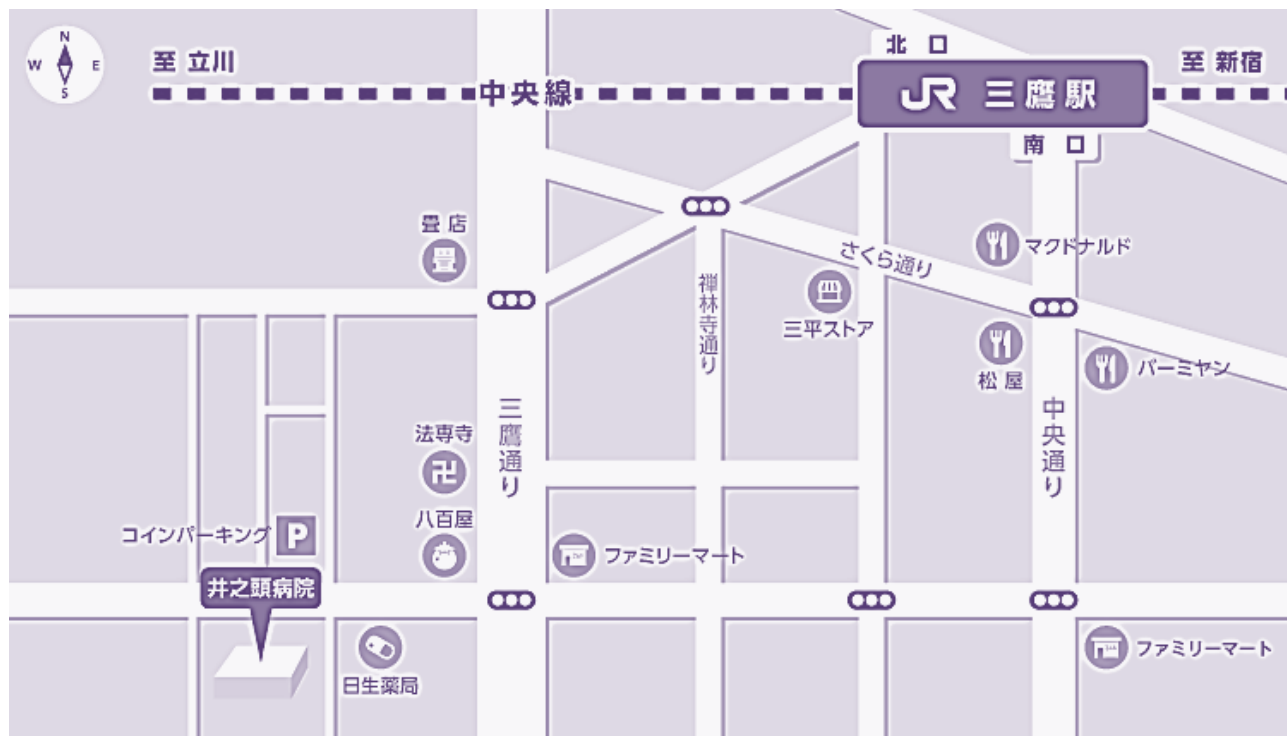 N
W E
S
至 立川
中央線
北 口
JR 三鷹駅
至 新宿
南 口
畳店
さくら通り
マクドナルド
禅林寺通り
三平ストア
松屋
バーミヤン
三鷹通り
中央通り
法専寺
八百屋
コインパーキング P
ファミリーマート
井之頭病院
日生薬局
ファミリーマート